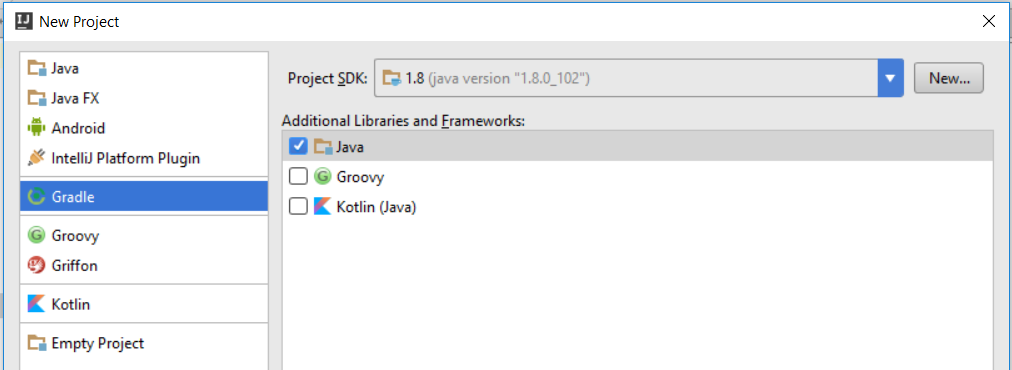 New Project
Java
Java FX
Android
IntelliJ Platform Plugin
Gradle
Groovy
Griffon
Kotlin
Empty Project
Project SDK: 1.8 (java version "1.8.0_102") New...
Additional Libraries and Frameworks:
Java
Groovy
Kotlin (Java)